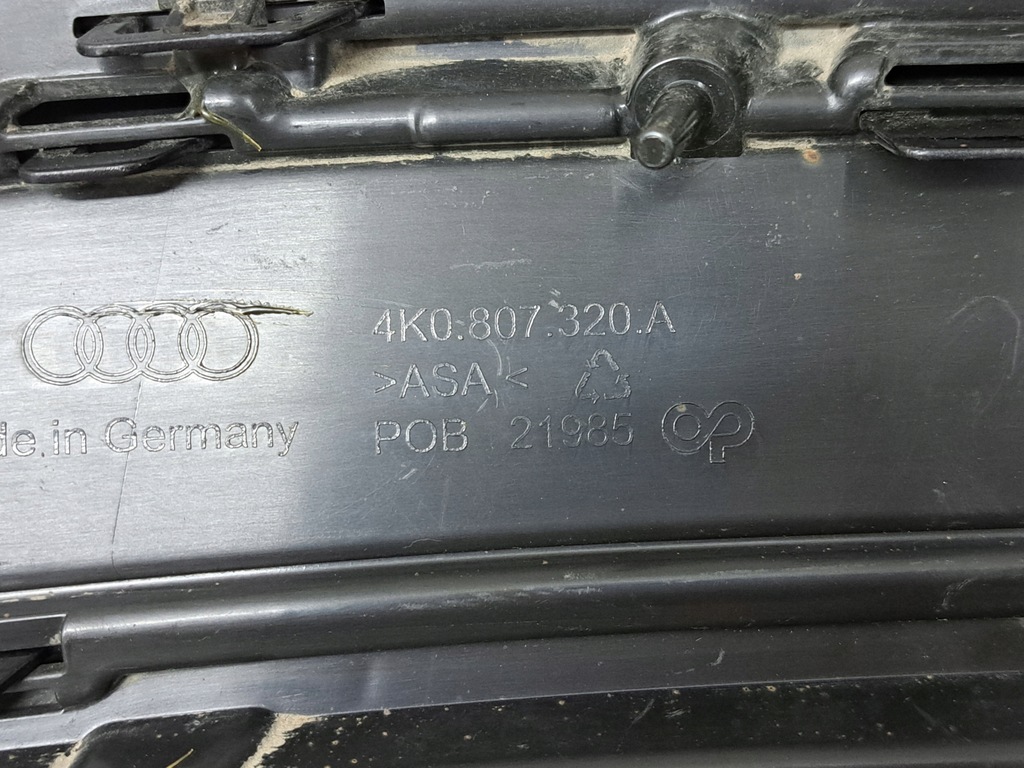 4K0.807.320.A
>ASA<
de in Germany
POB 21985